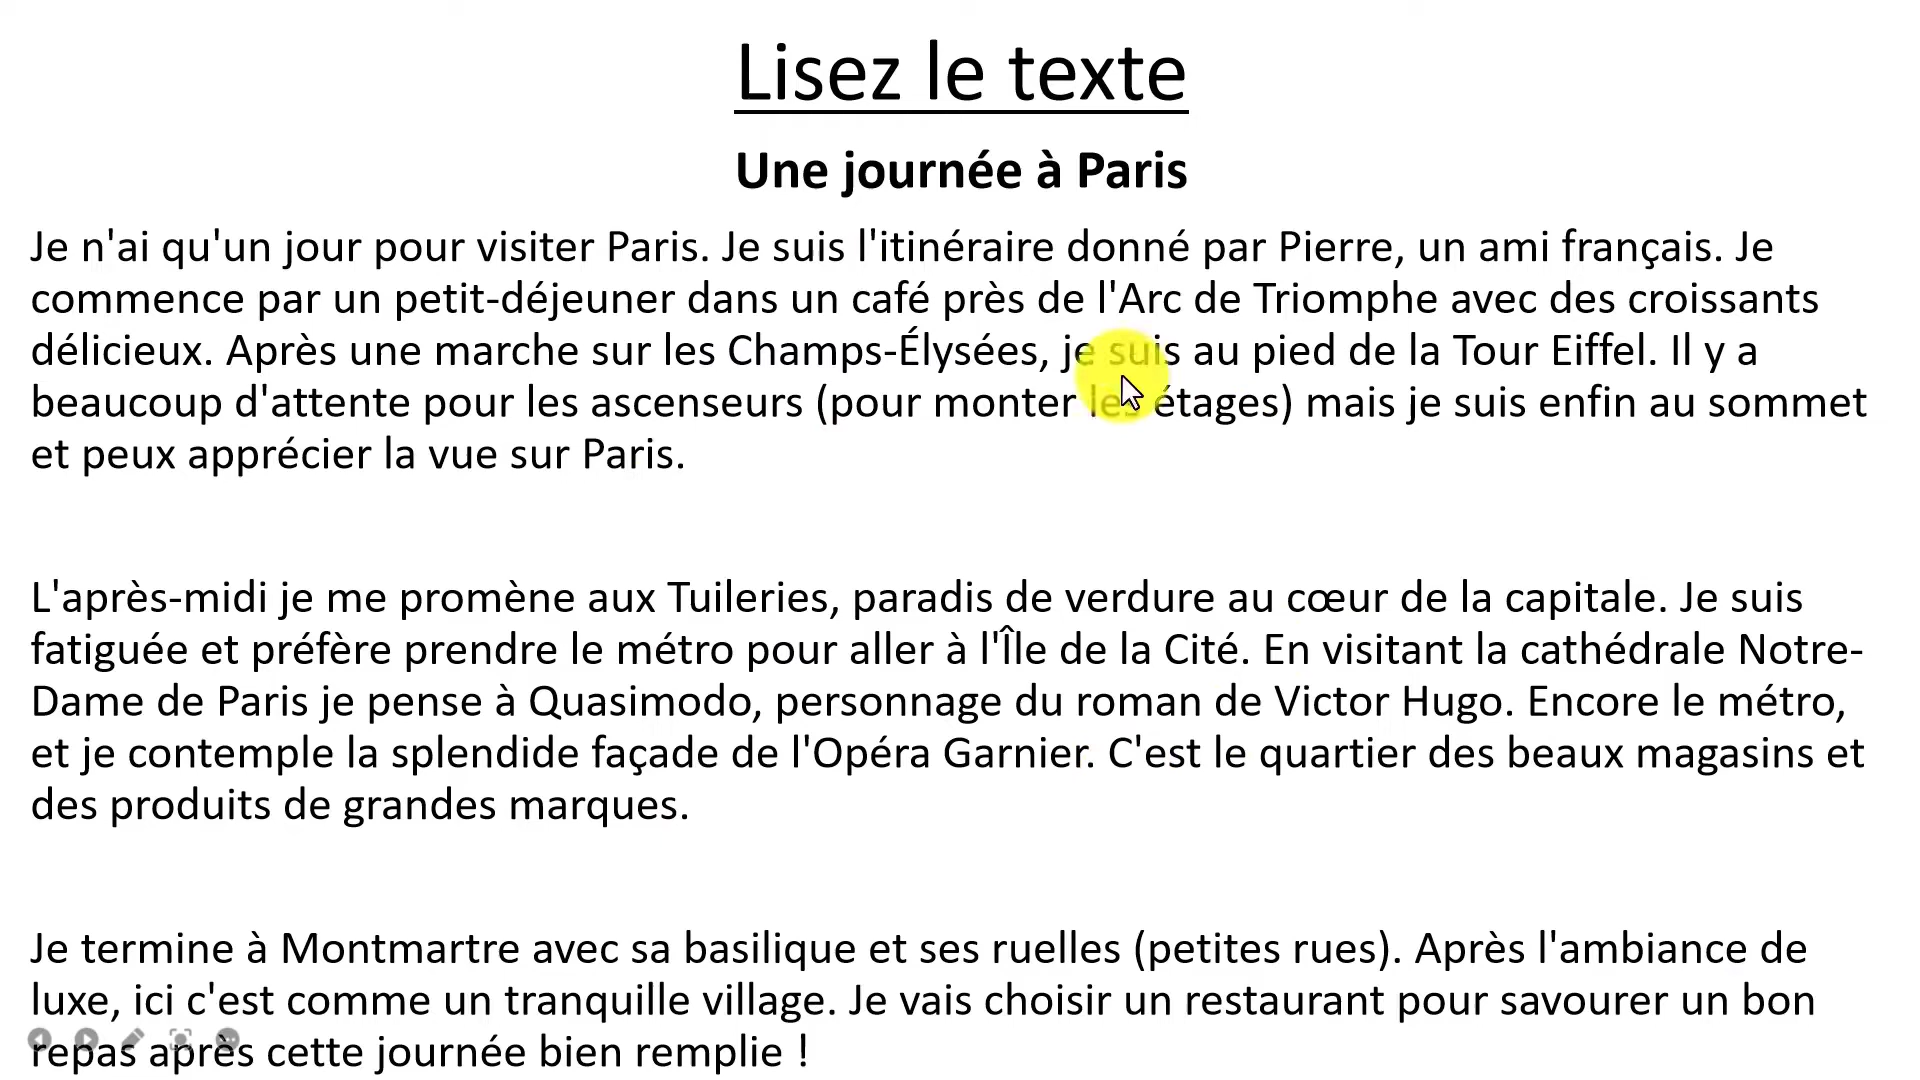 Lisez le texte
Une journée à Paris
Je n'ai qu'un jour pour visiter Paris. Je suis l'itinéraire donné par Pierre, un ami français. Je
commence par un petit-déjeuner dans un café près de l'Arc de Triomphe avec des croissants
délicieux. Après une marche sur les Champs-Élysées, je suis au pied de la Tour Eiffel. Il y a
beaucoup d'attente pour les ascenseurs (pour monter les étages) mais je suis enfin au sommet
et peux apprécier la vue sur Paris.
L'après-midi je me promène aux Tuileries, paradis de verdure au cœur de la capitale. Je suis
fatiguée et préfère prendre le métro pour aller à l'Île de la Cité. En visitant la cathédrale Notre-
Dame de Paris je pense à Quasimodo, personnage du roman de Victor Hugo. Encore le métro,
et je contemple la splendide façade de l'Opéra Garnier. C'est le quartier des beaux magasins et
des produits de grandes marques.
Je termine à Montmartre avec sa basilique et ses ruelles (petites rues). Après l'ambiance de
luxe, ici c'est comme un tranquille village. Je vais choisir un restaurant pour savourer un bon
repas après cette journée bien remplie !